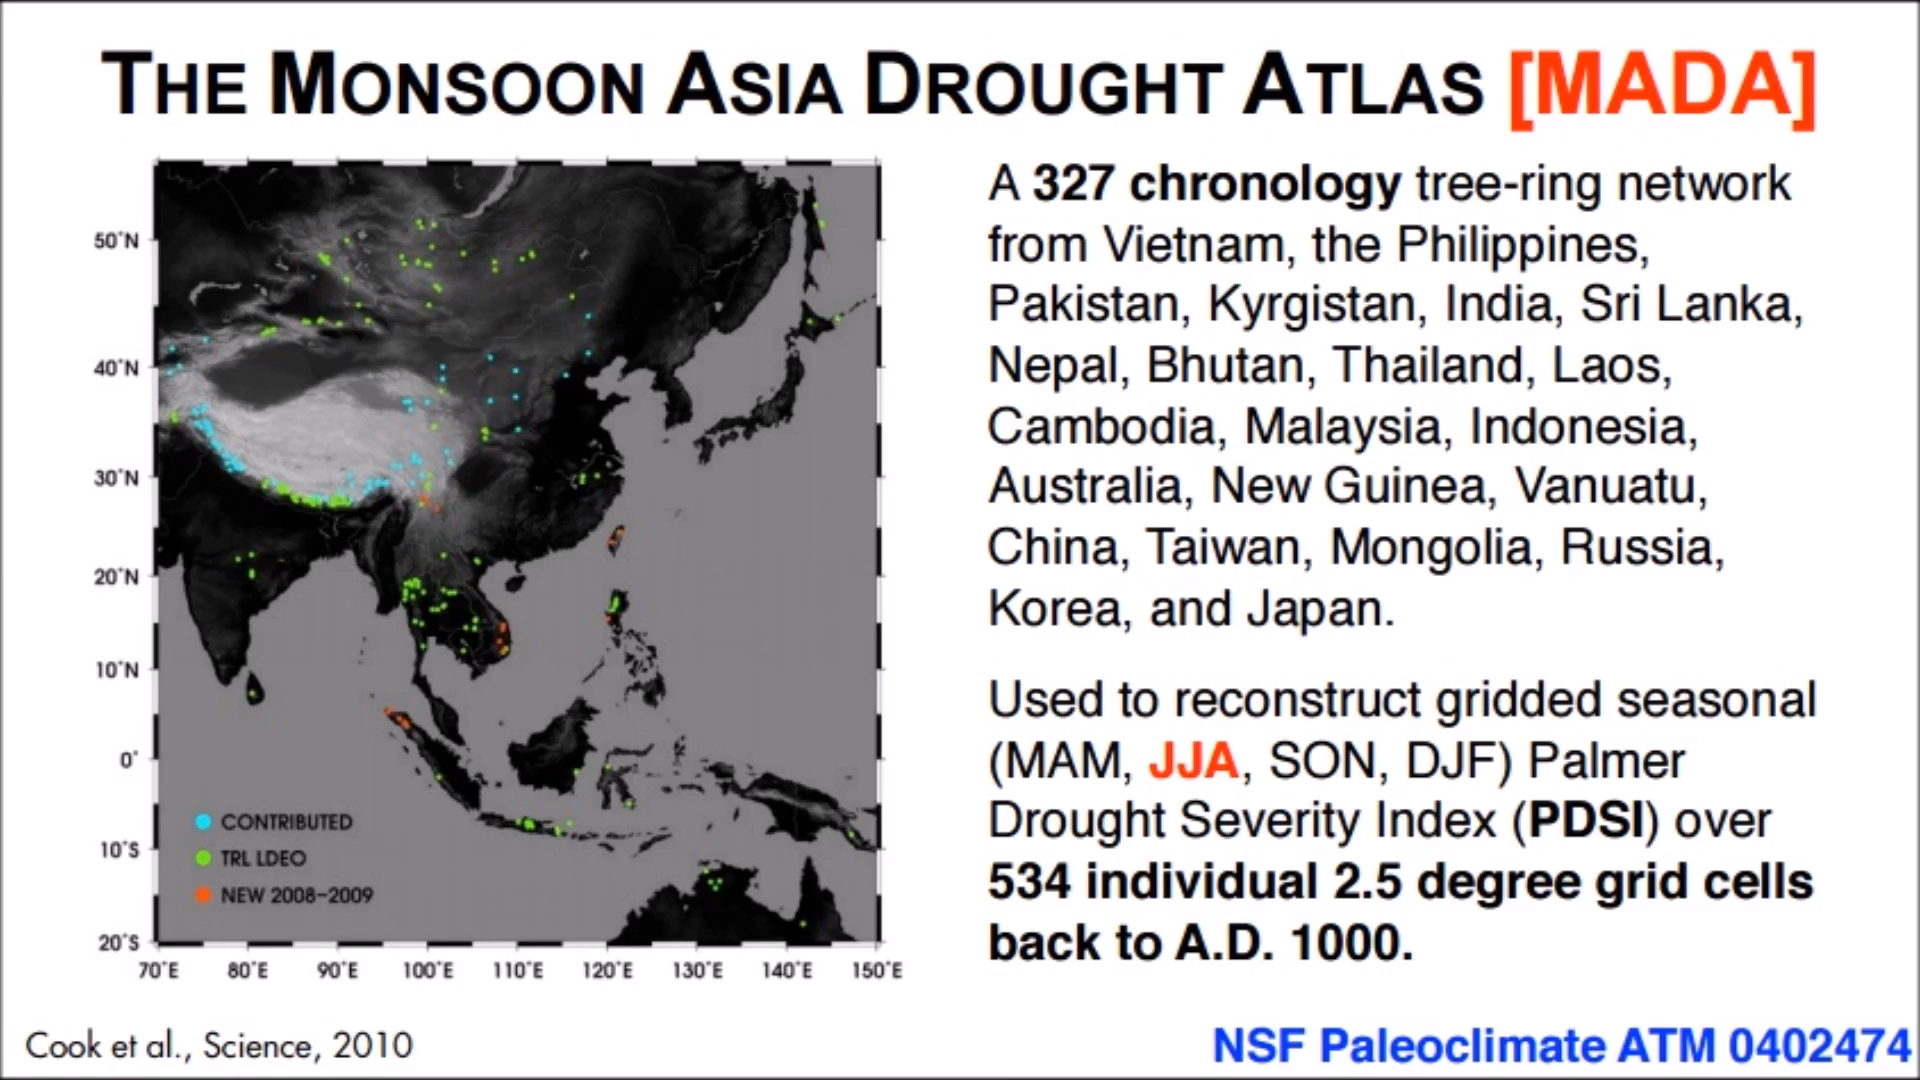 THE MONSOON ASIA DROUGHT ATLAS [MADA]
A 327 chronology tree-ring network
from Vietnam, the Philippines,
Pakistan, Kyrgistan, India, Sri Lanka,
Nepal, Bhutan, Thailand, Laos,
Cambodia, Malaysia, Indonesia,
Australia, New Guinea, Vanuatu,
China, Taiwan, Mongolia, Russia,
Korea, and Japan.
Used to reconstruct gridded seasonal
(MAM, JJA, SON, DJF) Palmer
Drought Severity Index (PDSI) over
534 individual 2.5 degree grid cells
back to A.D. 1000.
50°N
40°N
30°N
20°N
10°N
0°
10°S
20°S
CONTRIBUTED
TRL LDEO
NEW 2008–2009
70°E 80°E 90°E 100°E 110°E 120°E 130°E 140°E 150°E
Cook et al., Science, 2010
NSF Paleoclimate ATM 0402474